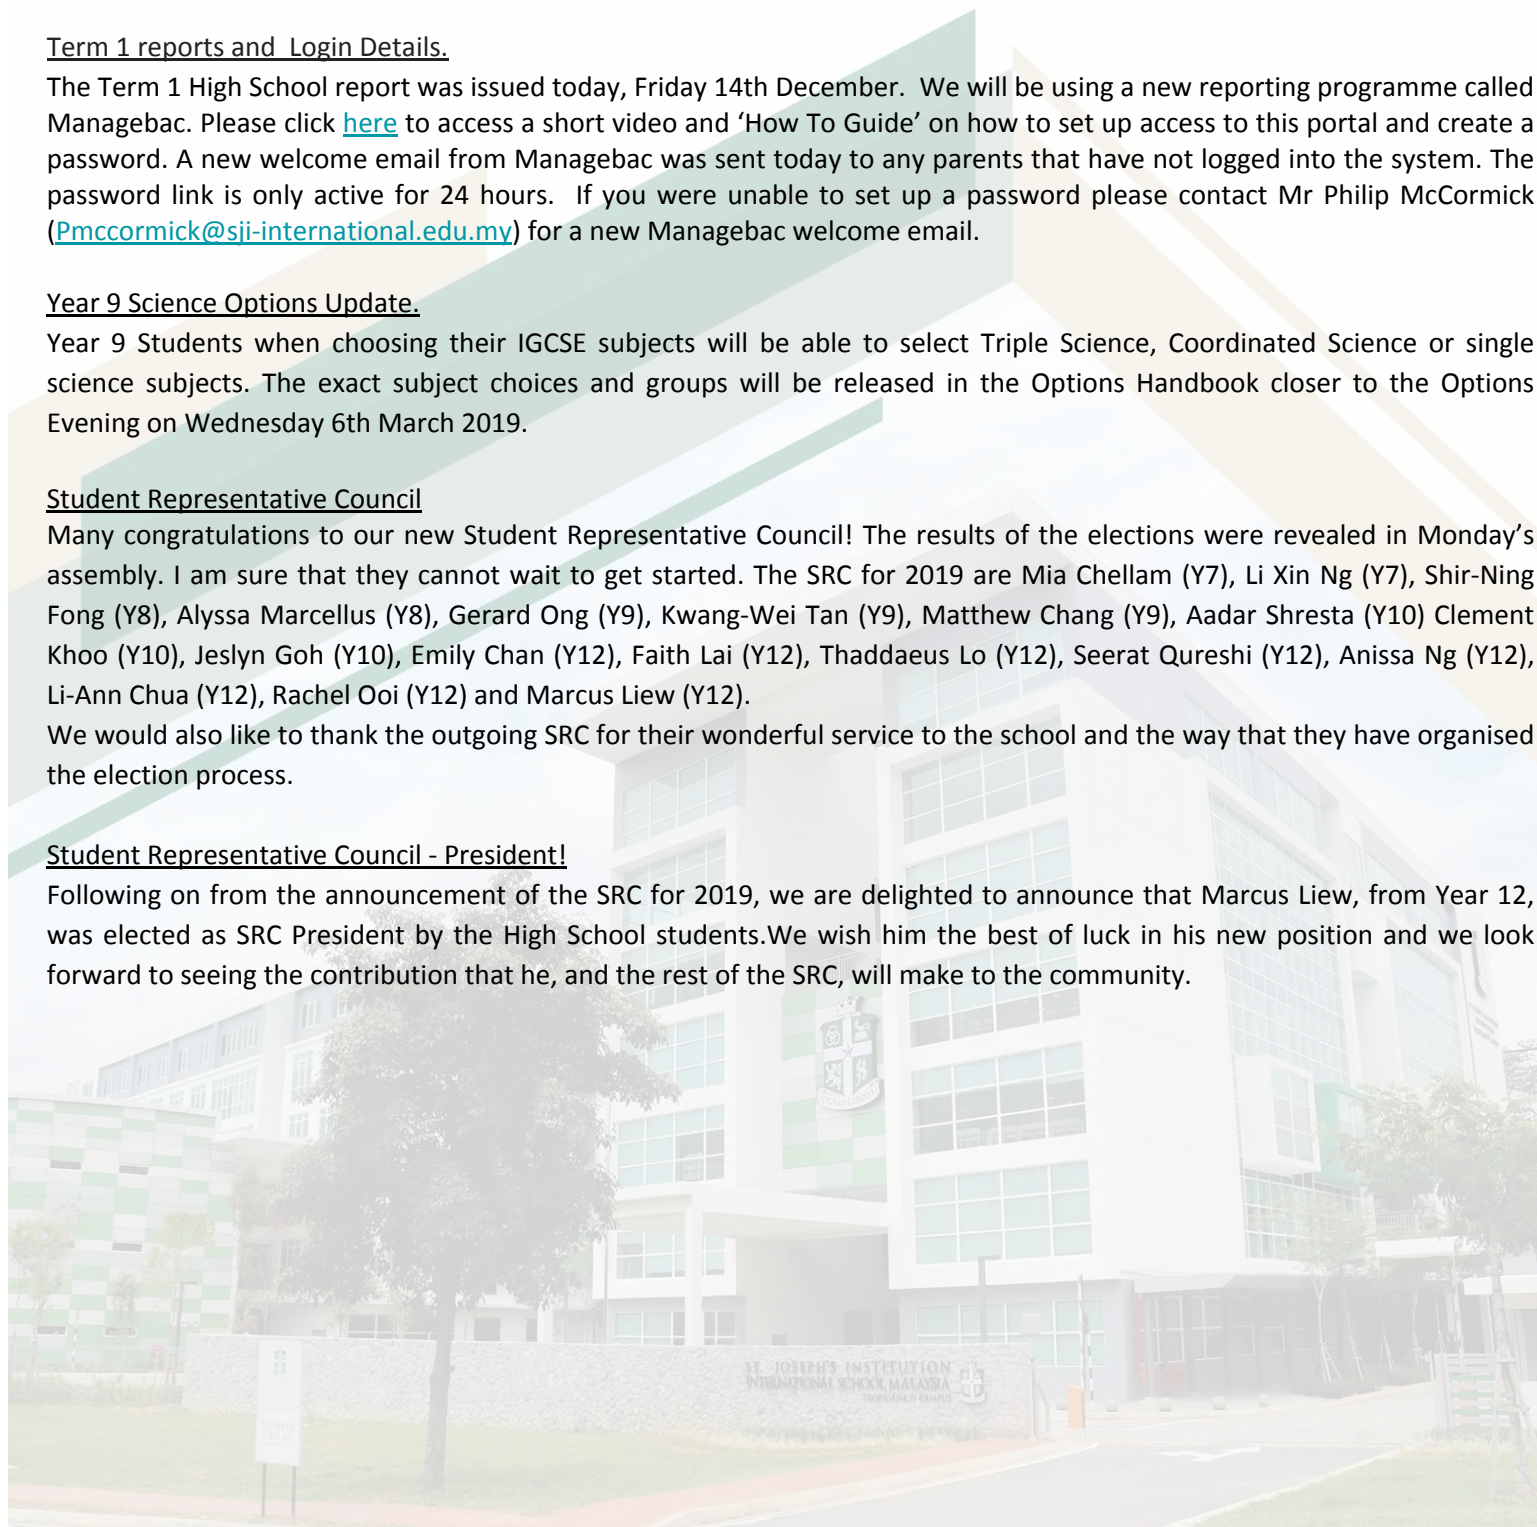 Term 1 reports and  Login Details.
The Term 1 High School report was issued today, Friday 14th December.  We will be using a new reporting programme called
Managebac. Please click here to access a short video and ‘How To Guide’ on how to set up access to this portal and create a
password. A new welcome email from Managebac was sent today to any parents that have not logged into the system. The
password link is only active for 24 hours.  If you were unable to set up a password please contact Mr Philip McCormick
(Pmccormick@sji-international.edu.my) for a new Managebac welcome email.
Year 9 Science Options Update.
Year 9 Students when choosing their IGCSE subjects will be able to select Triple Science, Coordinated Science or single
science subjects. The exact subject choices and groups will be released in the Options Handbook closer to the Options
Evening on Wednesday 6th March 2019.
Student Representative Council
Many congratulations to our new Student Representative Council! The results of the elections were revealed in Monday’s
assembly. I am sure that they cannot wait to get started. The SRC for 2019 are Mia Chellam (Y7), Li Xin Ng (Y7), Shir-Ning
Fong (Y8), Alyssa Marcellus (Y8), Gerard Ong (Y9), Kwang-Wei Tan (Y9), Matthew Chang (Y9), Aadar Shresta (Y10) Clement
Khoo (Y10), Jeslyn Goh (Y10), Emily Chan (Y12), Faith Lai (Y12), Thaddaeus Lo (Y12), Seerat Qureshi (Y12), Anissa Ng (Y12),
Li-Ann Chua (Y12), Rachel Ooi (Y12) and Marcus Liew (Y12).
We would also like to thank the outgoing SRC for their wonderful service to the school and the way that they have organised
the election process.
Student Representative Council - President!
Following on from the announcement of the SRC for 2019, we are delighted to announce that Marcus Liew, from Year 12,
was elected as SRC President by the High School students.We wish him the best of luck in his new position and we look
forward to seeing the contribution that he, and the rest of the SRC, will make to the community.
ST. JOSEPH'S INSTITUTION
INTERNATIONAL SCHOOL MALAYSIA
TROPICANA PJ CAMPUS